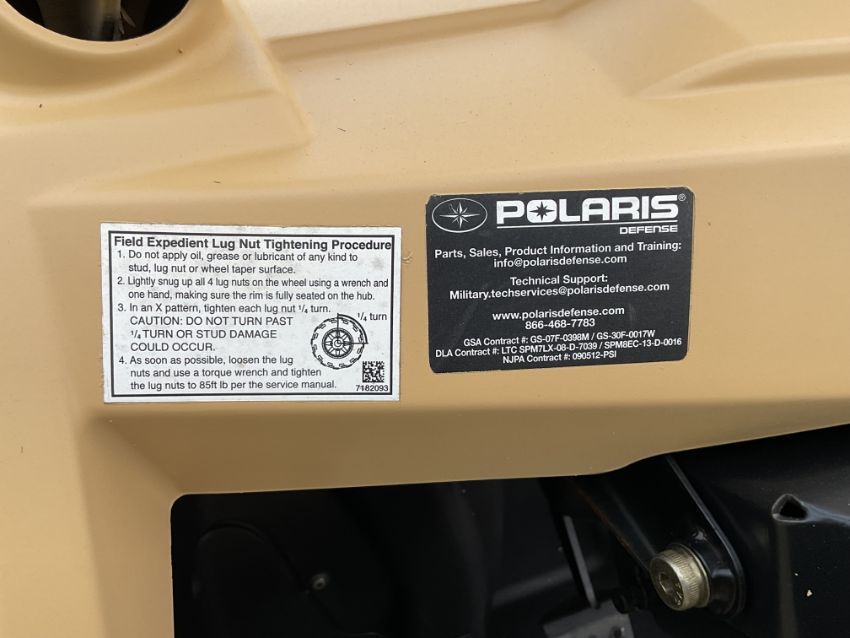 Field Expedient Lug Nut Tightening Procedure
1. Do not apply oil, grease or lubricant of any kind to
stud, lug nut or wheel taper surface.
2. Lightly snug up all 4 lug nuts on the wheel using a wrench and
one hand, making sure the rim is fully seated on the hub.
3. In an X pattern, tighten each lug nut 1/4 turn.
CAUTION: DO NOT TURN PAST
1/4 TURN OR STUD DAMAGE
COULD OCCUR.
1/4 turn
4. As soon as possible, loosen the lug
nuts and use a torque wrench and tighten
the lug nuts to 85ft lb per the service manual.
7182093
POLARIS®
DEFENSE
Parts, Sales, Product Information and Training:
info@polarisdefense.com
Technical Support:
Military.techservices@polarisdefense.com
www.polarisdefense.com
866-468-7783
GSA Contract #: GS-07F-0398M / GS-30F-0017W
DLA Contract #: LTC SPM7LX-08-D-7039 / SPM8EC-13-D-0016
NJPA Contract #: 090512-PSI